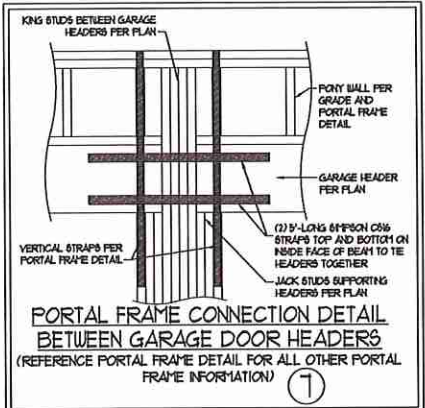 KING STUDS BETWEEN GARAGE
HEADERS PER PLAN
PONY WALL PER
GRADE AND
PORTAL FRAME
DETAIL
GARAGE HEADER
PER PLAN
(2) 3'-LONG SIMPSON CS16
STRAPS TOP AND BOTTOM ON
INSIDE FACE OF BEAM TO TIE
HEADERS TOGETHER
VERTICAL STRAPS PER
PORTAL FRAME DETAIL
JACK STUDS SUPPORTING
HEADERS PER PLAN
PORTAL FRAME CONNECTION DETAIL
BETWEEN GARAGE DOOR HEADERS
(REFERENCE PORTAL FRAME DETAIL FOR ALL OTHER PORTAL
FRAME INFORMATION)
7